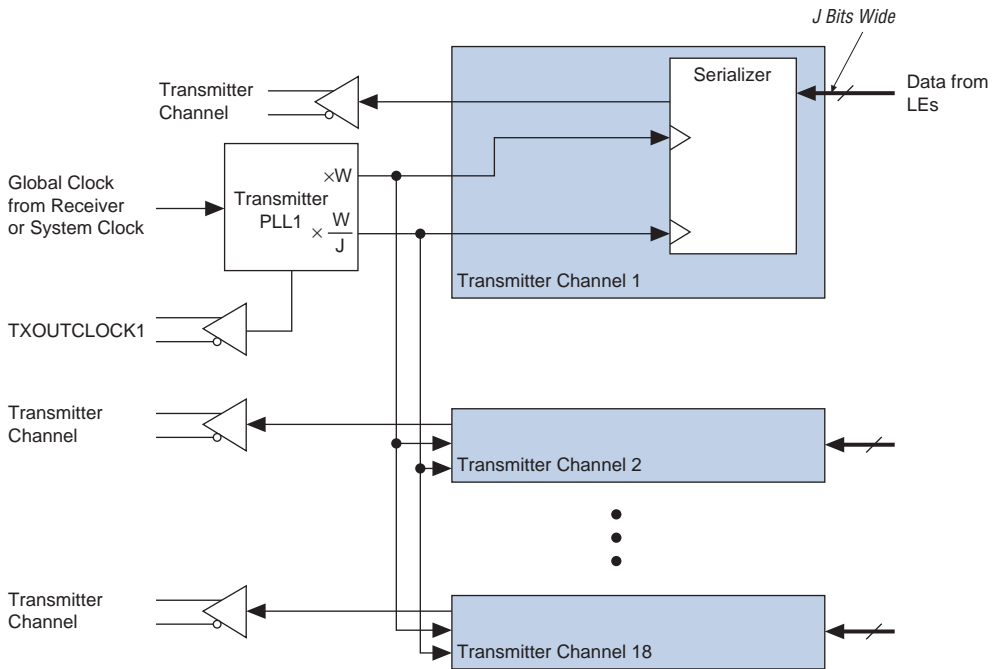 J Bits Wide
Serializer
Data from
LEs
Transmitter
Channel
Global Clock
from Receiver
or System Clock
×W
Transmitter
PLL1
× W
J
Transmitter Channel 1
TXOUTCLOCK1
Transmitter
Channel
Transmitter Channel 2
Transmitter
Channel
Transmitter Channel 18